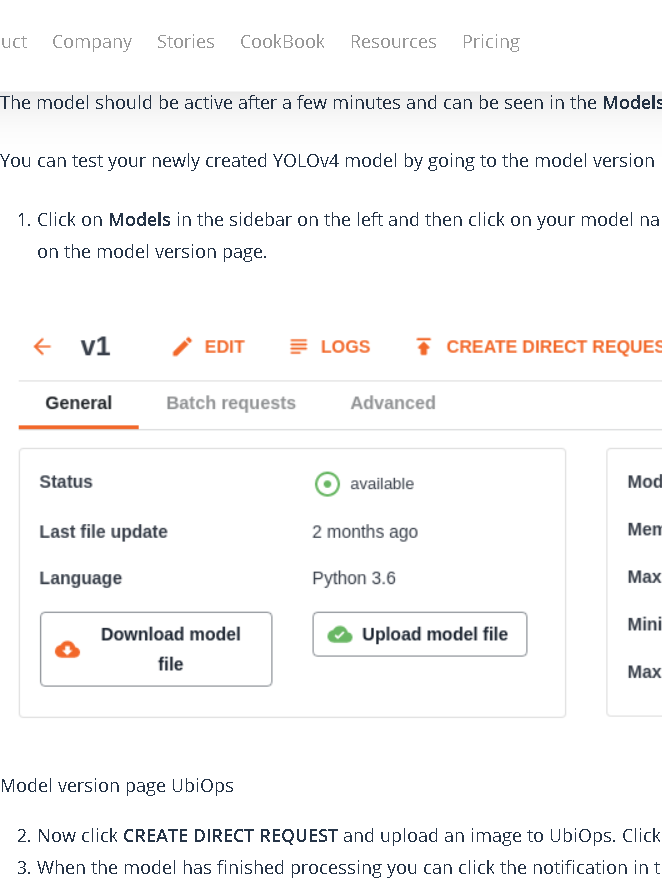 uct Company Stories CookBook Resources Pricing
The model should be active after a few minutes and can be seen in the Models
You can test your newly created YOLOv4 model by going to the model version
1. Click on Models in the sidebar on the left and then click on your model na
on the model version page.
v1 EDIT LOGS CREATE DIRECT REQUES
General Batch requests Advanced
Status available
Last file update 2 months ago
Language Python 3.6
Download model file
Upload model file
Mod
Mem
Max
Mini
Max
Model version page UbiOps
2. Now click CREATE DIRECT REQUEST and upload an image to UbiOps. Click
3. When the model has finished processing you can click the notification in t